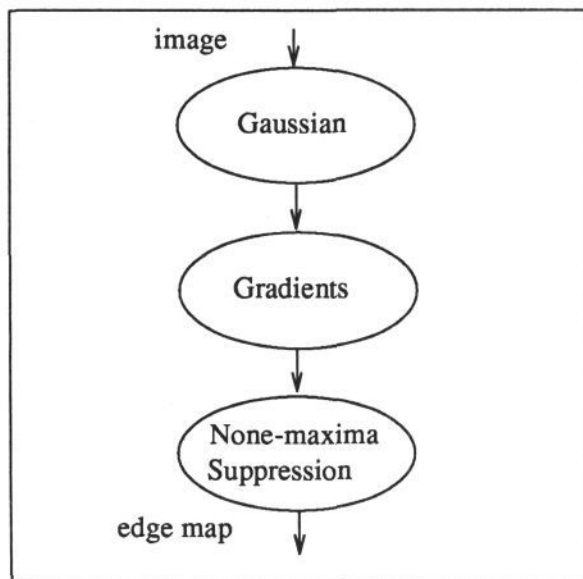 image
Gaussian
Gradients
None-maxima
Suppression
edge map